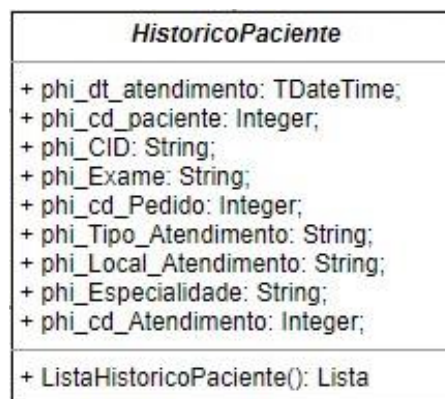 HistoricoPaciente
+ phi_dt_atendimento: TDateTime;
+ phi_cd_paciente: Integer;
+ phi_CID: String;
+ phi_Exame: String;
+ phi_cd_Pedido: Integer;
+ phi_Tipo_Atendimento: String;
+ phi_Local_Atendimento: String;
+ phi_Especialidade: String;
+ phi_cd_Atendimento: Integer;
+ ListaHistoricoPaciente(): Lista